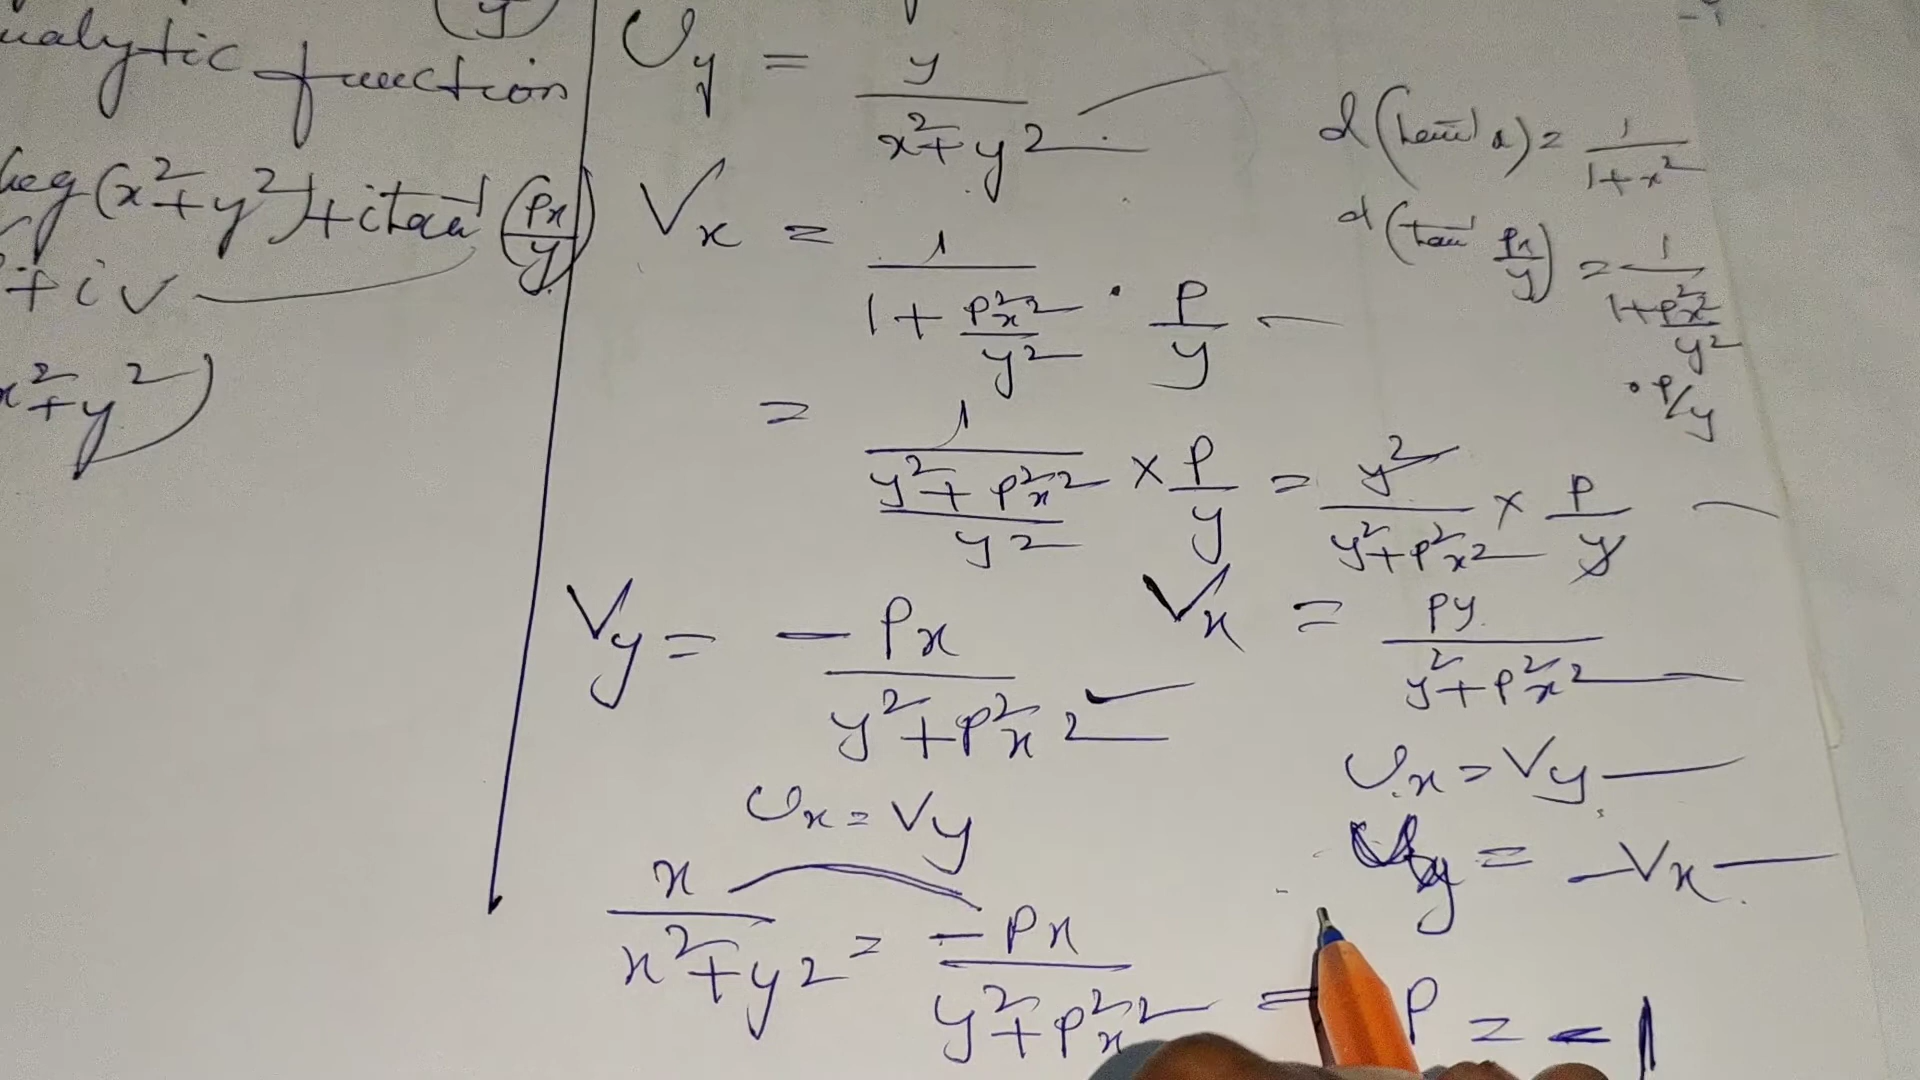 y)
nalytic function
log(x²+y²)+i tan⁻¹(px/y)
+iv
x²+y²)
Uy = y/(x²+y²)
Vx = 1/(1+p²x²/y²) · p/y
= 1/((y²+p²x²)/y²) × p/y = y²/(y²+p²x²) × p/y
Vx = py/(y²+p²x²)
Vy = -px/(y²+p²x²)
Ux = Vy
x/(x²+y²) = -px/(y²+p²x²) = p = -1
d(tan⁻¹ x) = 1/(1+x²)
d(tan⁻¹ px/y) = 1/(1+p²x²/y²)
· p/y
Ux = Vy
Uy = -Vx